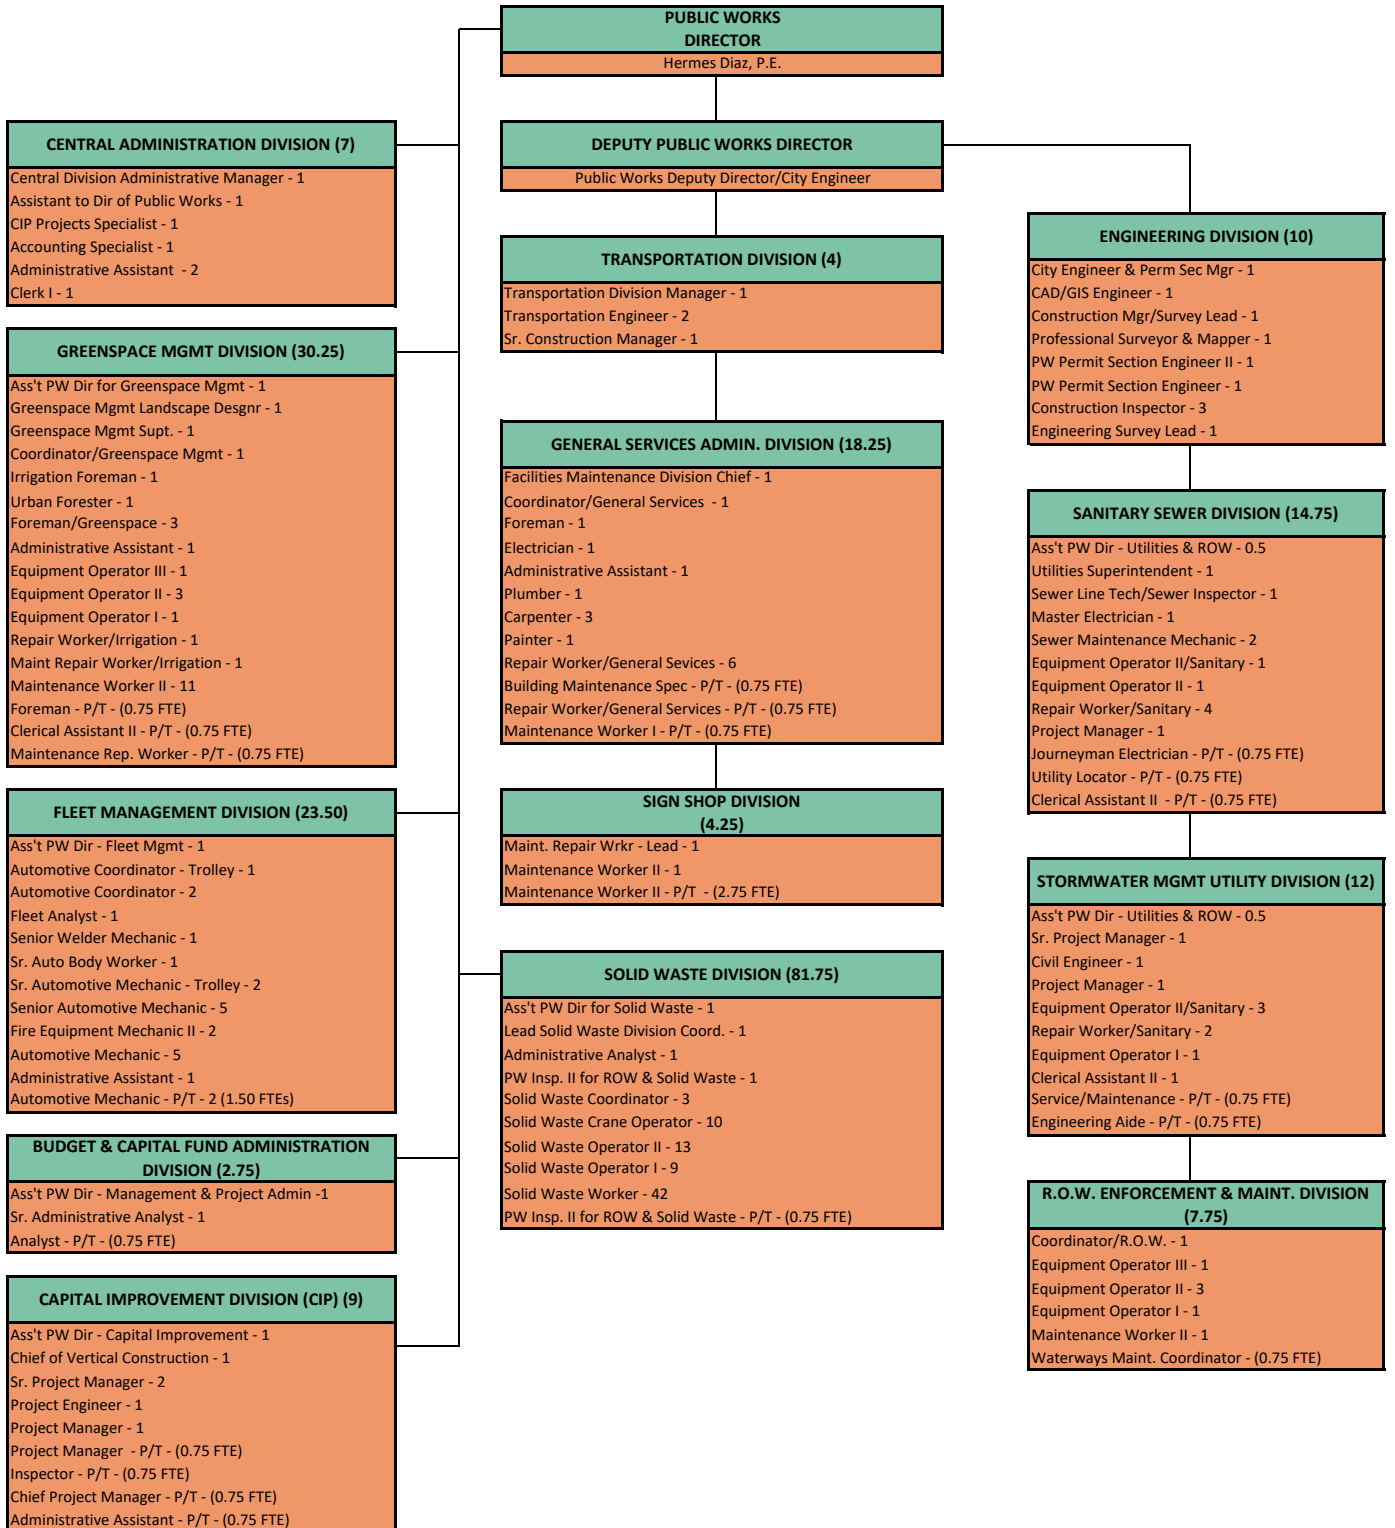 PUBLIC WORKS
DIRECTOR
Hermes Diaz, P.E.
CENTRAL ADMINISTRATION DIVISION (7)
Central Division Administrative Manager - 1
Assistant to Dir of Public Works - 1
CIP Projects Specialist - 1
Accounting Specialist - 1
Administrative Assistant - 2
Clerk I - 1
GREENSPACE MGMT DIVISION (30.25)
Ass't PW Dir for Greenspace Mgmt - 1
Greenspace Mgmt Landscape Desgnr - 1
Greenspace Mgmt Supt. - 1
Coordinator/Greenspace Mgmt - 1
Irrigation Foreman - 1
Urban Forester - 1
Foreman/Greenspace - 3
Administrative Assistant - 1
Equipment Operator III - 1
Equipment Operator II - 3
Equipment Operator I - 1
Repair Worker/Irrigation - 1
Maint Repair Worker/Irrigation - 1
Maintenance Worker II - 11
Foreman - P/T - (0.75 FTE)
Clerical Assistant II - P/T - (0.75 FTE)
Maintenance Rep. Worker - P/T - (0.75 FTE)
FLEET MANAGEMENT DIVISION (23.50)
Ass't PW Dir - Fleet Mgmt - 1
Automotive Coordinator - Trolley - 1
Automotive Coordinator - 2
Fleet Analyst - 1
Senior Welder Mechanic - 1
Sr. Auto Body Worker - 1
Sr. Automotive Mechanic - Trolley - 2
Senior Automotive Mechanic - 5
Fire Equipment Mechanic II - 2
Automotive Mechanic - 5
Administrative Assistant - 1
Automotive Mechanic - P/T - 2 (1.50 FTEs)
BUDGET & CAPITAL FUND ADMINISTRATION
DIVISION (2.75)
Ass't PW Dir - Management & Project Admin -1
Sr. Administrative Analyst - 1
Analyst - P/T - (0.75 FTE)
CAPITAL IMPROVEMENT DIVISION (CIP) (9)
Ass't PW Dir - Capital Improvement - 1
Chief of Vertical Construction - 1
Sr. Project Manager - 2
Project Engineer - 1
Project Manager - 1
Project Manager - P/T - (0.75 FTE)
Inspector - P/T - (0.75 FTE)
Chief Project Manager - P/T - (0.75 FTE)
Administrative Assistant - P/T - (0.75 FTE)
DEPUTY PUBLIC WORKS DIRECTOR
Public Works Deputy Director/City Engineer
TRANSPORTATION DIVISION (4)
Transportation Division Manager - 1
Transportation Engineer - 2
Sr. Construction Manager - 1
GENERAL SERVICES ADMIN. DIVISION (18.25)
Facilities Maintenance Division Chief - 1
Coordinator/General Services - 1
Foreman - 1
Electrician - 1
Administrative Assistant - 1
Plumber - 1
Carpenter - 3
Painter - 1
Repair Worker/General Sevices - 6
Building Maintenance Spec - P/T - (0.75 FTE)
Repair Worker/General Services - P/T - (0.75 FTE)
Maintenance Worker I - P/T - (0.75 FTE)
SIGN SHOP DIVISION
(4.25)
Maint. Repair Wrkr - Lead - 1
Maintenance Worker II - 1
Maintenance Worker II - P/T - (2.75 FTE)
SOLID WASTE DIVISION (81.75)
Ass't PW Dir for Solid Waste - 1
Lead Solid Waste Division Coord. - 1
Administrative Analyst - 1
PW Insp. II for ROW & Solid Waste - 1
Solid Waste Coordinator - 3
Solid Waste Crane Operator - 10
Solid Waste Operator II - 13
Solid Waste Operator I - 9
Solid Waste Worker - 42
PW Insp. II for ROW & Solid Waste - P/T - (0.75 FTE)
ENGINEERING DIVISION (10)
City Engineer & Perm Sec Mgr - 1
CAD/GIS Engineer - 1
Construction Mgr/Survey Lead - 1
Professional Surveyor & Mapper - 1
PW Permit Section Engineer II - 1
PW Permit Section Engineer - 1
Construction Inspector - 3
Engineering Survey Lead - 1
SANITARY SEWER DIVISION (14.75)
Ass't PW Dir - Utilities & ROW - 0.5
Utilities Superintendent - 1
Sewer Line Tech/Sewer Inspector - 1
Master Electrician - 1
Sewer Maintenance Mechanic - 2
Equipment Operator II/Sanitary - 1
Equipment Operator II - 1
Repair Worker/Sanitary - 4
Project Manager - 1
Journeyman Electrician - P/T - (0.75 FTE)
Utility Locator - P/T - (0.75 FTE)
Clerical Assistant II - P/T - (0.75 FTE)
STORMWATER MGMT UTILITY DIVISION (12)
Ass't PW Dir - Utilities & ROW - 0.5
Sr. Project Manager - 1
Civil Engineer - 1
Project Manager - 1
Equipment Operator II/Sanitary - 3
Repair Worker/Sanitary - 2
Equipment Operator I - 1
Clerical Assistant II - 1
Service/Maintenance - P/T - (0.75 FTE)
Engineering Aide - P/T - (0.75 FTE)
R.O.W. ENFORCEMENT & MAINT. DIVISION
(7.75)
Coordinator/R.O.W. - 1
Equipment Operator III - 1
Equipment Operator II - 3
Equipment Operator I - 1
Maintenance Worker II - 1
Waterways Maint. Coordinator - (0.75 FTE)